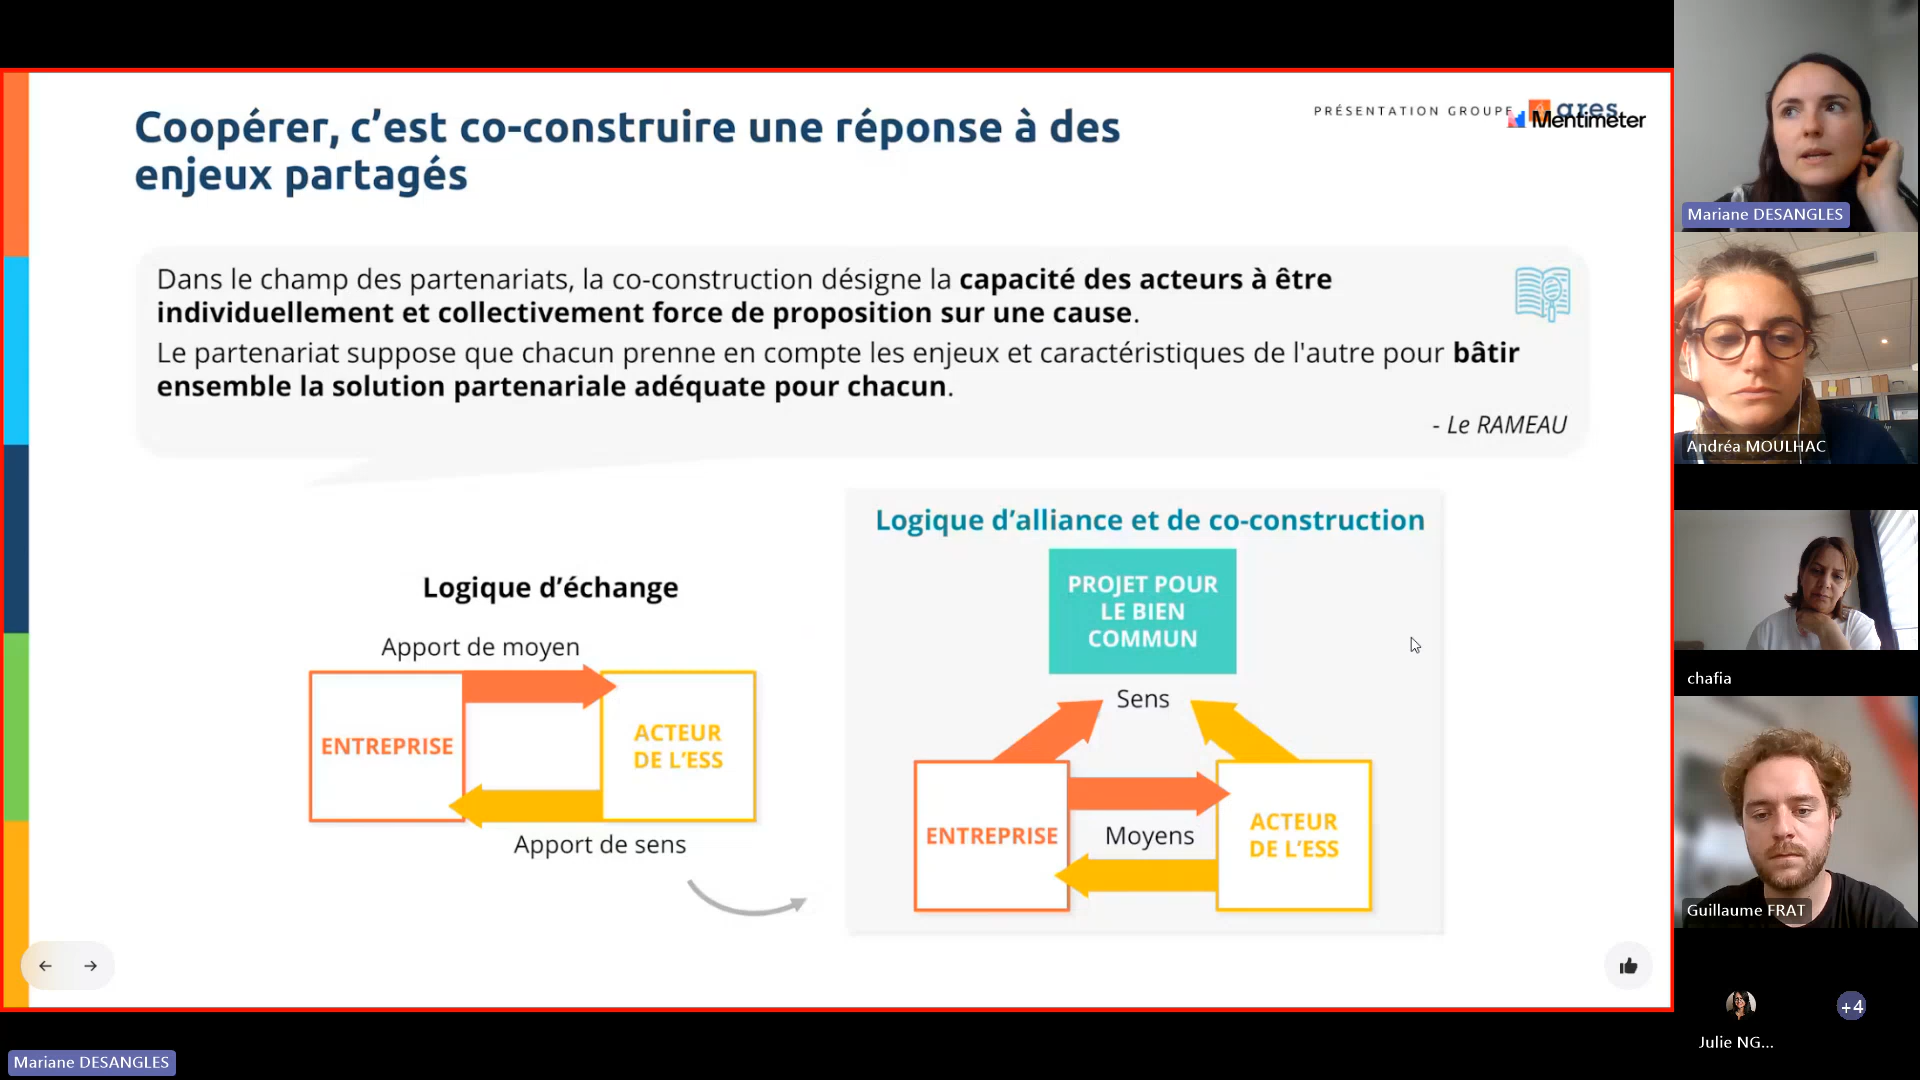 Coopérer, c’est co-construire une réponse à des
enjeux partagés
PRÉSENTATION GROUPE
ares
Mentimeter
Dans le champ des partenariats, la co-construction désigne la capacité des acteurs à être
individuellement et collectivement force de proposition sur une cause.
Le partenariat suppose que chacun prenne en compte les enjeux et caractéristiques de l'autre pour bâtir
ensemble la solution partenariale adéquate pour chacun.
- Le RAMEAU
Logique d’échange
Apport de moyen
ENTREPRISE
ACTEUR
DE L’ESS
Apport de sens
Logique d’alliance et de co-construction
PROJET POUR
LE BIEN
COMMUN
Sens
ENTREPRISE
Moyens
ACTEUR
DE L’ESS
Mariane DESANGLES
Andréa MOULHAC
chafia
Guillaume FRAT
Julie NG...
+4
Mariane DESANGLES